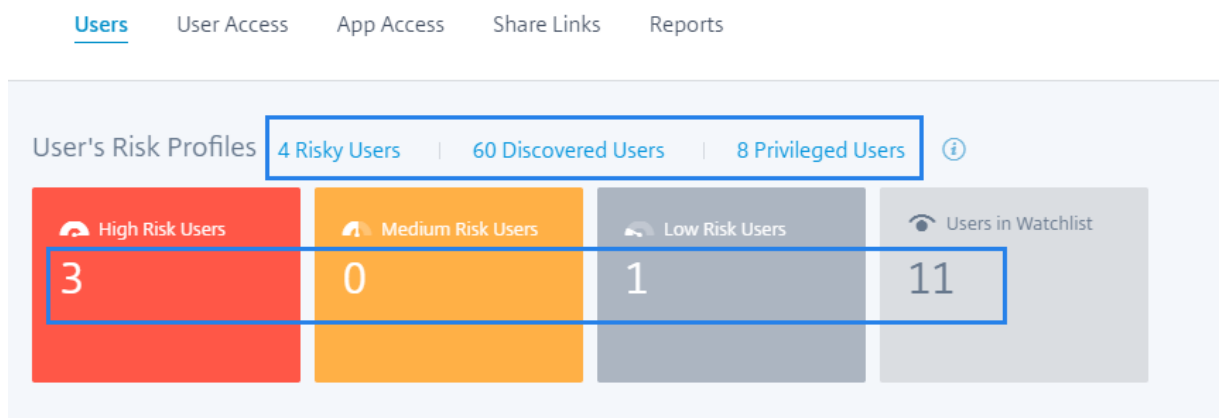 Users User Access App Access Share Links Reports
User's Risk Profiles 4 Risky Users | 60 Discovered Users | 8 Privileged Users i
High Risk Users Medium Risk Users Low Risk Users Users in Watchlist
3 0 1 11